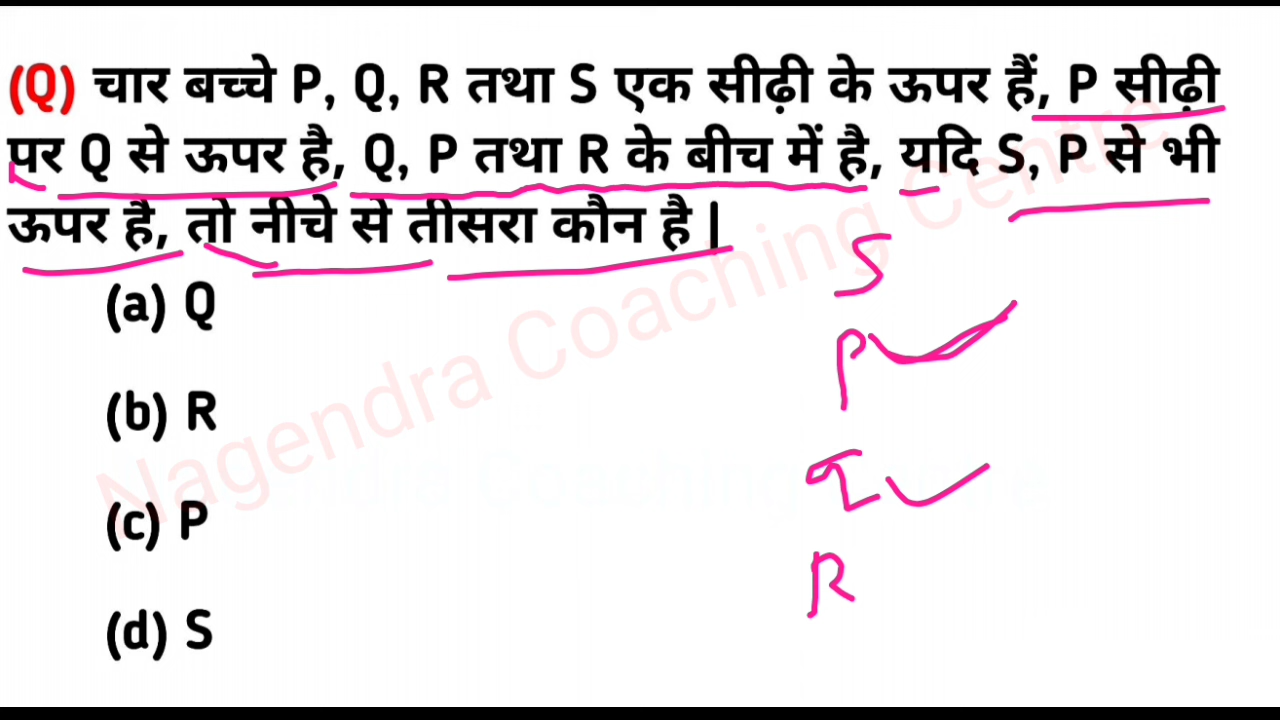 (Q) चार बच्चे P, Q, R तथा S एक सीढ़ी के ऊपर हैं, P सीढ़ी
पर Q से ऊपर है, Q, P तथा R के बीच में है, यदि S, P से भी
ऊपर है, तो नीचे से तीसरा कौन है |
(a) Q
(b) R
(c) P
(d) S
S
P
Q
R
Nagendra Coaching Centre